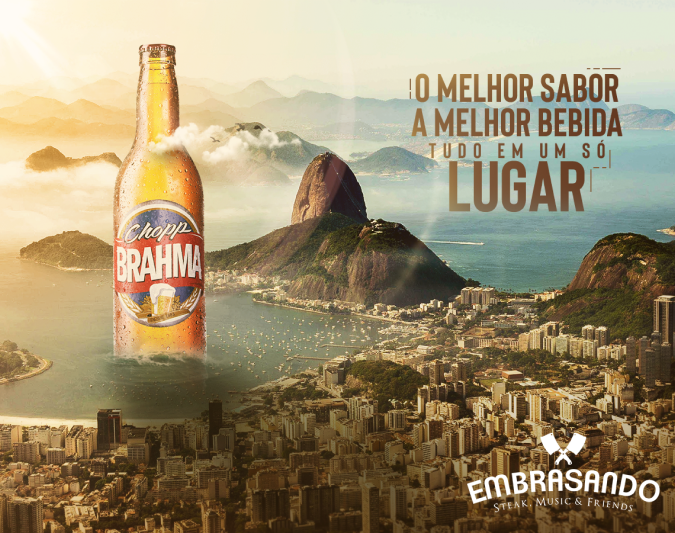 O MELHOR SABOR
A MELHOR BEBIDA
TUDO EM UM SÓ
LUGAR
Chopp
BRAHMA
EMBRASANDO
STEAK, MUSIC & FRIENDS